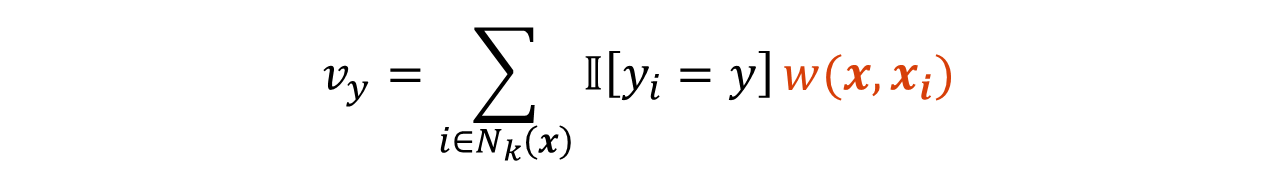 v_y = ∑_{i∈N_k(x)} 𝕀[y_i = y] w(x, x_i)